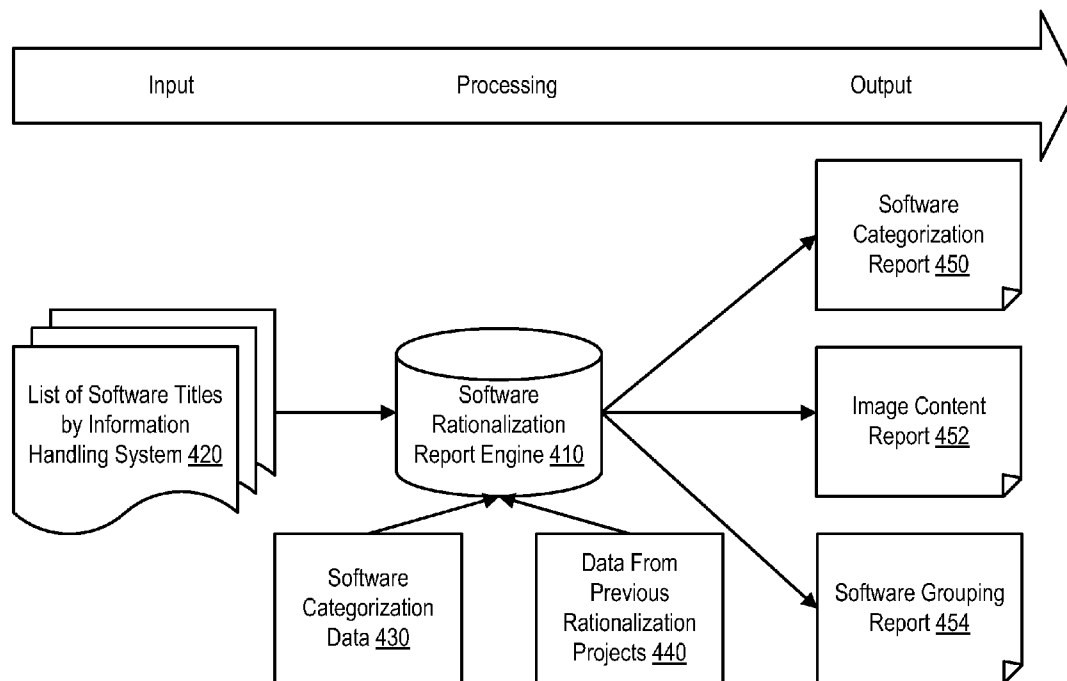 Input
Processing
Output
Software
Categorization
Report 450
List of Software Titles
by Information
Handling System 420
Software
Rationalization
Report Engine 410
Image Content
Report 452
Software
Categorization
Data 430
Data From
Previous
Rationalization
Projects 440
Software Grouping
Report 454